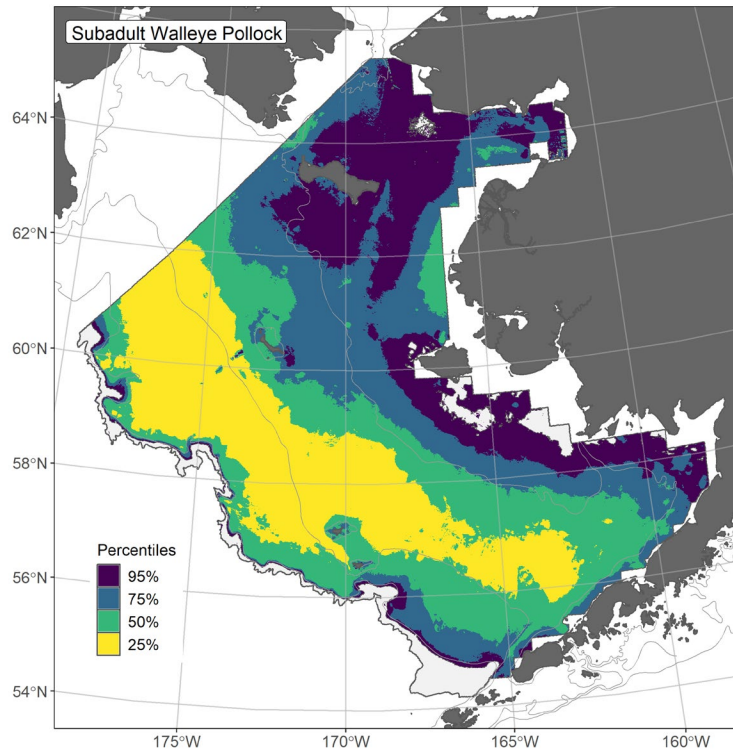 Subadult Walleye Pollock
64°N
62°N
60°N
58°N
56°N
54°N
Percentiles
95%
75%
50%
25%
175°W
170°W
165°W
160°W